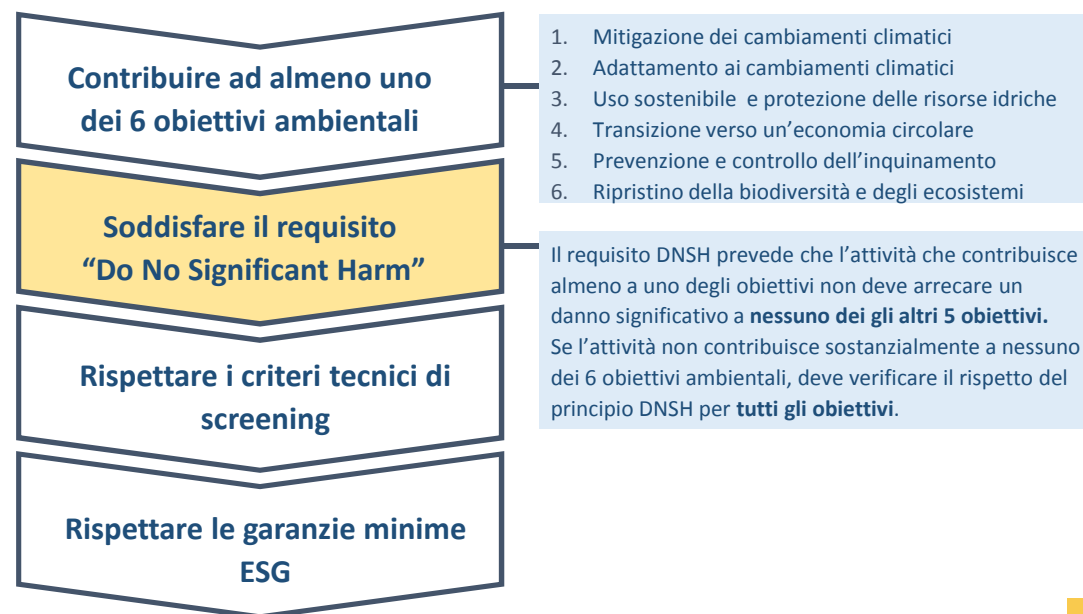 Contribuire ad almeno uno
dei 6 obiettivi ambientali
1. Mitigazione dei cambiamenti climatici
2. Adattamento ai cambiamenti climatici
3. Uso sostenibile e protezione delle risorse idriche
4. Transizione verso un'economia circolare
5. Prevenzione e controllo dell'inquinamento
6. Ripristino della biodiversità e degli ecosistemi
Soddisfare il requisito
“Do No Significant Harm”
Il requisito DNSH prevede che l'attività che contribuisce
almeno a uno degli obiettivi non deve arrecare un
danno significativo a nessuno dei gli altri 5 obiettivi.
Se l'attività non contribuisce sostanzialmente a nessuno
dei 6 obiettivi ambientali, deve verificare il rispetto del
principio DNSH per tutti gli obiettivi.
Rispettare i criteri tecnici di
screening
Rispettare le garanzie minime
ESG